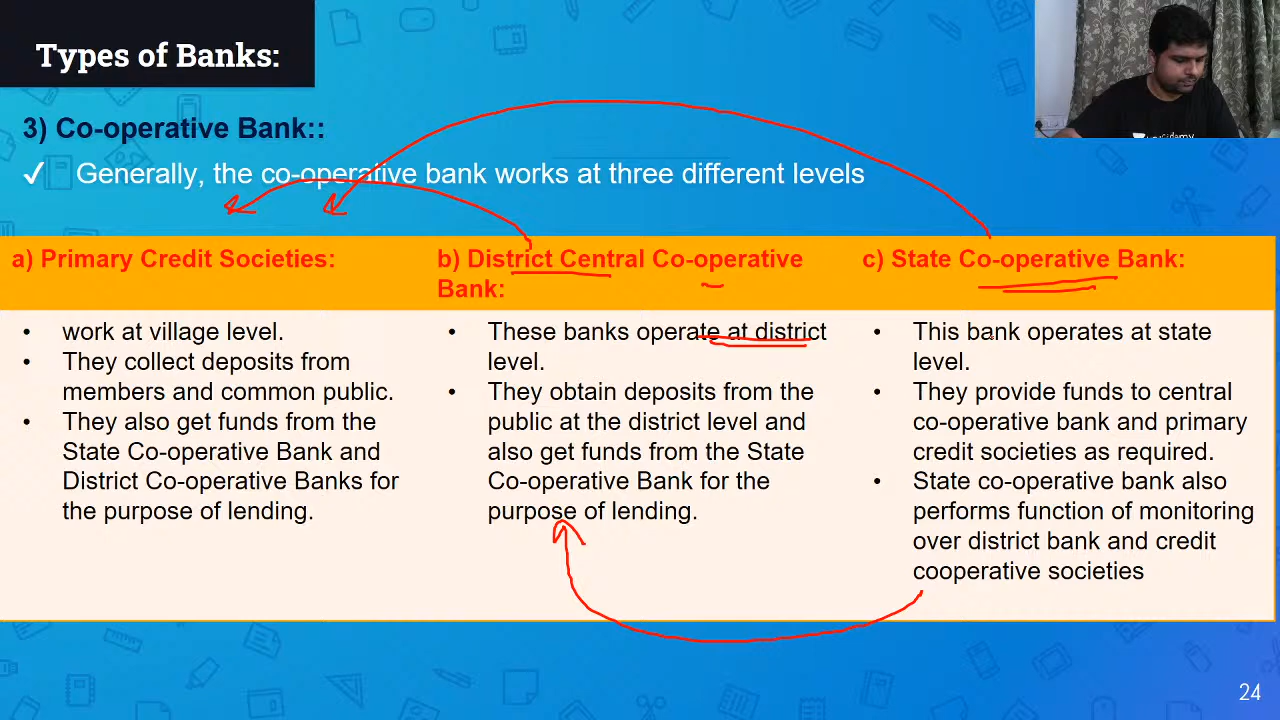 Types of Banks:
3) Co-operative Bank::
✓ Generally, the co-operative bank works at three different levels
a) Primary Credit Societies:
• work at village level.
• They collect deposits from
members and common public.
• They also get funds from the
State Co-operative Bank and
District Co-operative Banks for
the purpose of lending.
b) District Central Co-operative
Bank:
• These banks operate at district
level.
• They obtain deposits from the
public at the district level and
also get funds from the State
Co-operative Bank for the
purpose of lending.
c) State Co-operative Bank:
• This bank operates at state
level.
• They provide funds to central
co-operative bank and primary
credit societies as required.
• State co-operative bank also
performs function of monitoring
over district bank and credit
cooperative societies
24